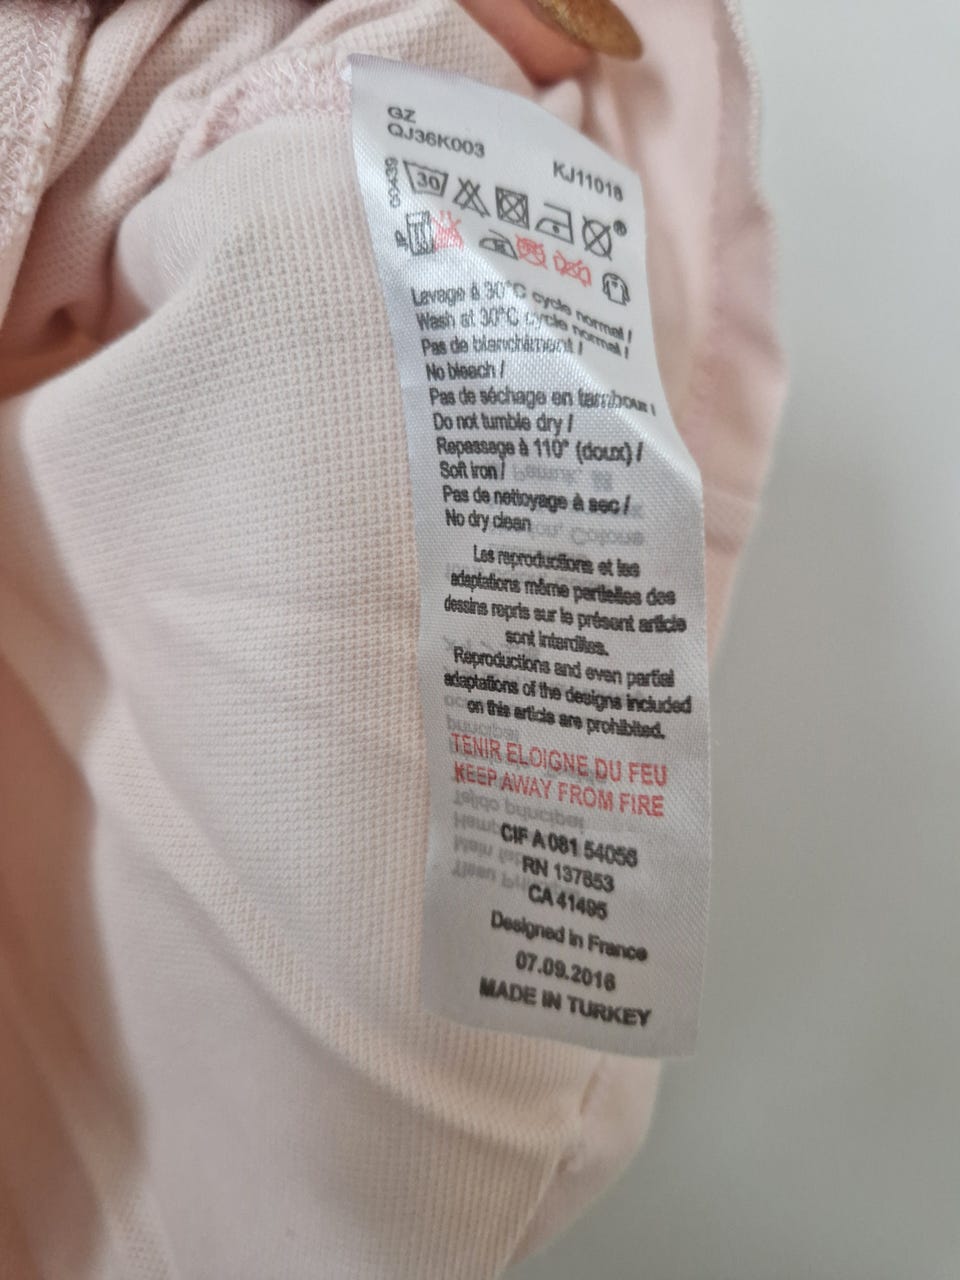 GZ
QJ36K003
KJ11018
00439
30
Lavage à 30°C cycle normal /
Wash at 30°C cycle normal /
Pas de blanchiment /
No bleach /
Pas de séchage en tambour /
Do not tumble dry /
Repassage à 110° (doux) /
Soft iron /
Pas de nettoyage à sec /
No dry clean
Les reproductions et les
adaptations même partielles des
dessins repris sur le présent article
sont interdites.
Reproductions and even partial
adaptations of the designs included
on this article are prohibited.
TENIR ELOIGNE DU FEU
KEEP AWAY FROM FIRE
CIF A 081 54056
RN 137853
CA 41495
Designed in France
07.09.2016
MADE IN TURKEY